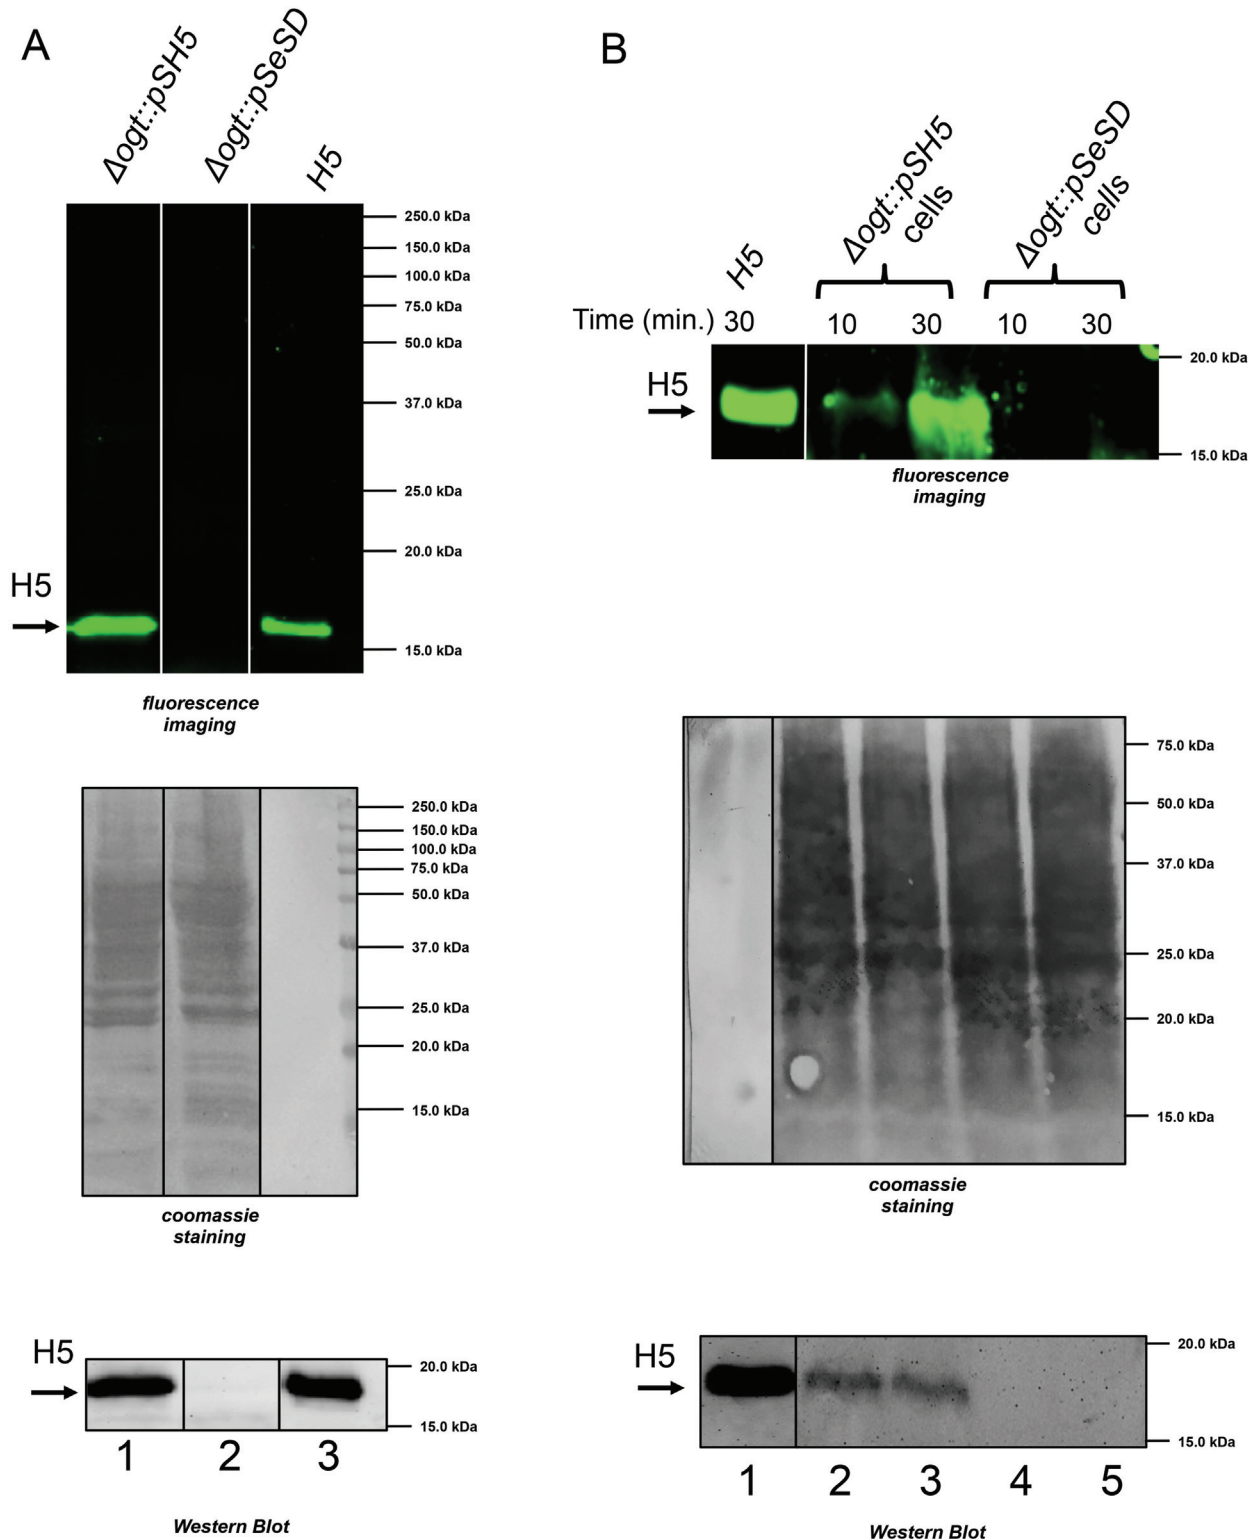 A
Δogt::pSH5
Δogt::pSeSD
H5
250.0 kDa
150.0 kDa
100.0 kDa
75.0 kDa
50.0 kDa
37.0 kDa
25.0 kDa
20.0 kDa
15.0 kDa
H5
fluorescence
imaging
250.0 kDa
150.0 kDa
100.0 kDa
75.0 kDa
50.0 kDa
37.0 kDa
25.0 kDa
20.0 kDa
15.0 kDa
coomassie
staining
H5
20.0 kDa
15.0 kDa
1 2 3
Western Blot
B
H5
Δogt::pSH5
cells
Δogt::pSeSD
cells
Time (min.) 30 10 30 10 30
H5
20.0 kDa
15.0 kDa
fluorescence
imaging
75.0 kDa
50.0 kDa
37.0 kDa
25.0 kDa
20.0 kDa
15.0 kDa
coomassie
staining
H5
20.0 kDa
15.0 kDa
1 2 3 4 5
Western Blot